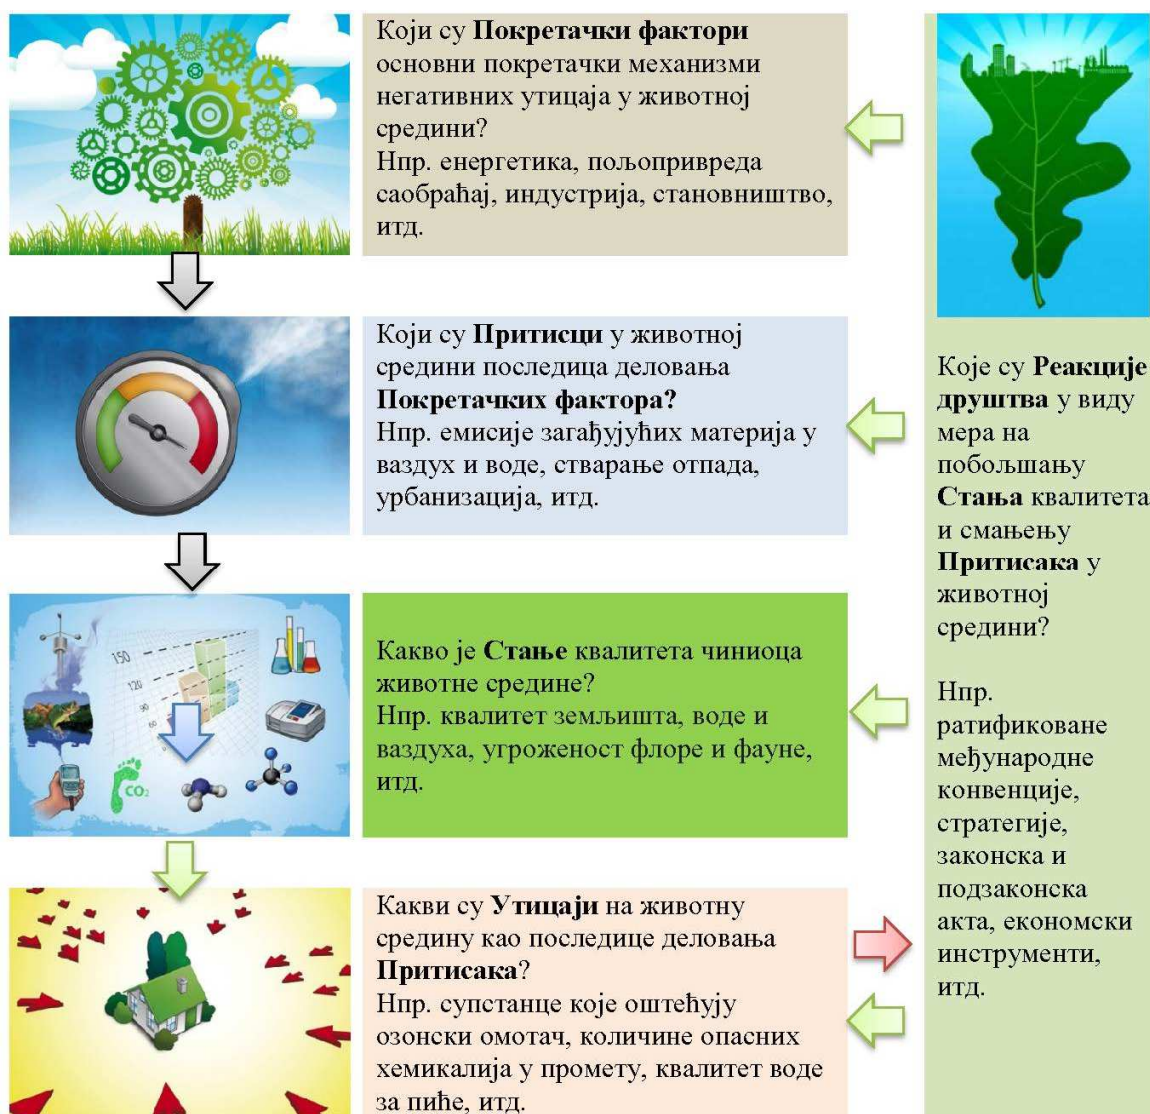 Који су Покретачки фактори
основни покретачки механизми
негативних утицаја у животној
средини?
Нпр. енергетика, пољопривреда
саобраћај, индустрија, становништво,
итд.
Који су Притисци у животној
средини последица деловања
Покретачких фактора?
Нпр. емисије загађујућих материја у
ваздух и воде, стварање отпада,
урбанизација, итд.
150
120
90
60
CO₂
Какво је Стање квалитета чиниоца
животне средине?
Нпр. квалитет земљишта, воде и
ваздуха, угроженост флоре и фауне,
итд.
Какви су Утицаји на животну
средину као последице деловања
Притисака?
Нпр. супстанце које оштећују
озонски омотач, количине опасних
хемикалија у промету, квалитет воде
за пиће, итд.
Које су Реакције
друштва у виду
мера на
побољшању
Стања квалитета
и смањењу
Притисака у
животној
средини?
Нпр.
ратификоване
међународне
конвенције,
стратегије,
законска и
подзаконска
акта, економски
инструменти,
итд.